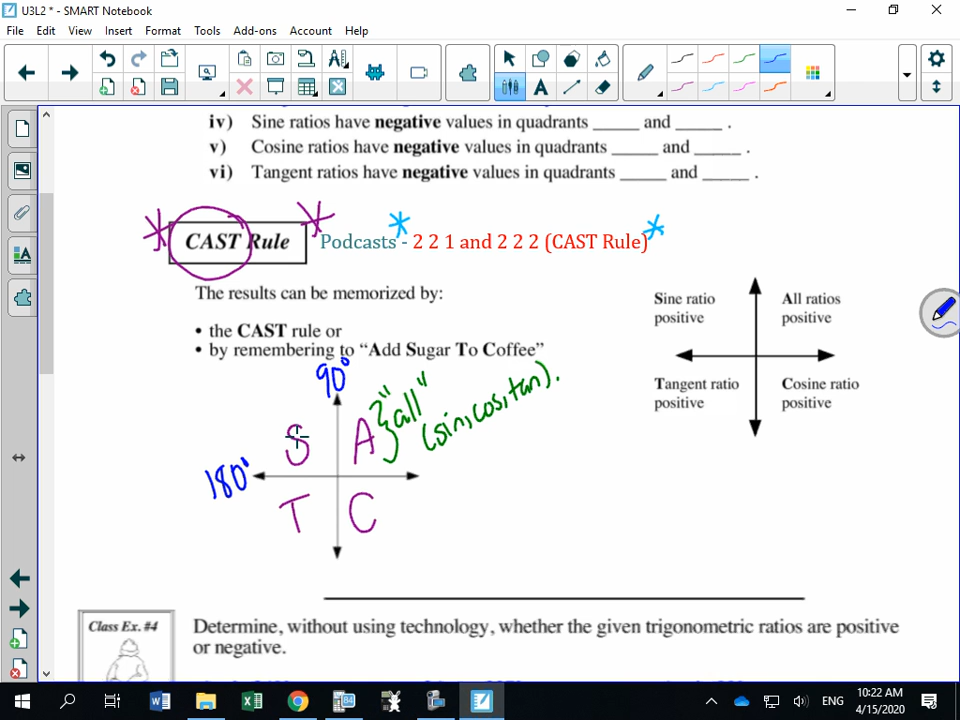 U3L2 * - SMART Notebook
File Edit View Insert Format Tools Add-ons Account Help
iv) Sine ratios have negative values in quadrants _____ and _____ .
v) Cosine ratios have negative values in quadrants _____ and _____ .
vi) Tangent ratios have negative values in quadrants _____ and _____ .
CAST Rule
Podcasts - 2 2 1 and 2 2 2 (CAST Rule)
The results can be memorized by:
• the CAST rule or
• by remembering to “Add Sugar To Coffee”
Sine ratio
positive
All ratios
positive
Tangent ratio
positive
Cosine ratio
positive
90°
"all"
(sin, cos, tan).
S A
180°
T C
Class Ex. #4
Determine, without using technology, whether the given trigonometric ratios are positive
or negative.
ENG
10:22 AM
4/15/2020